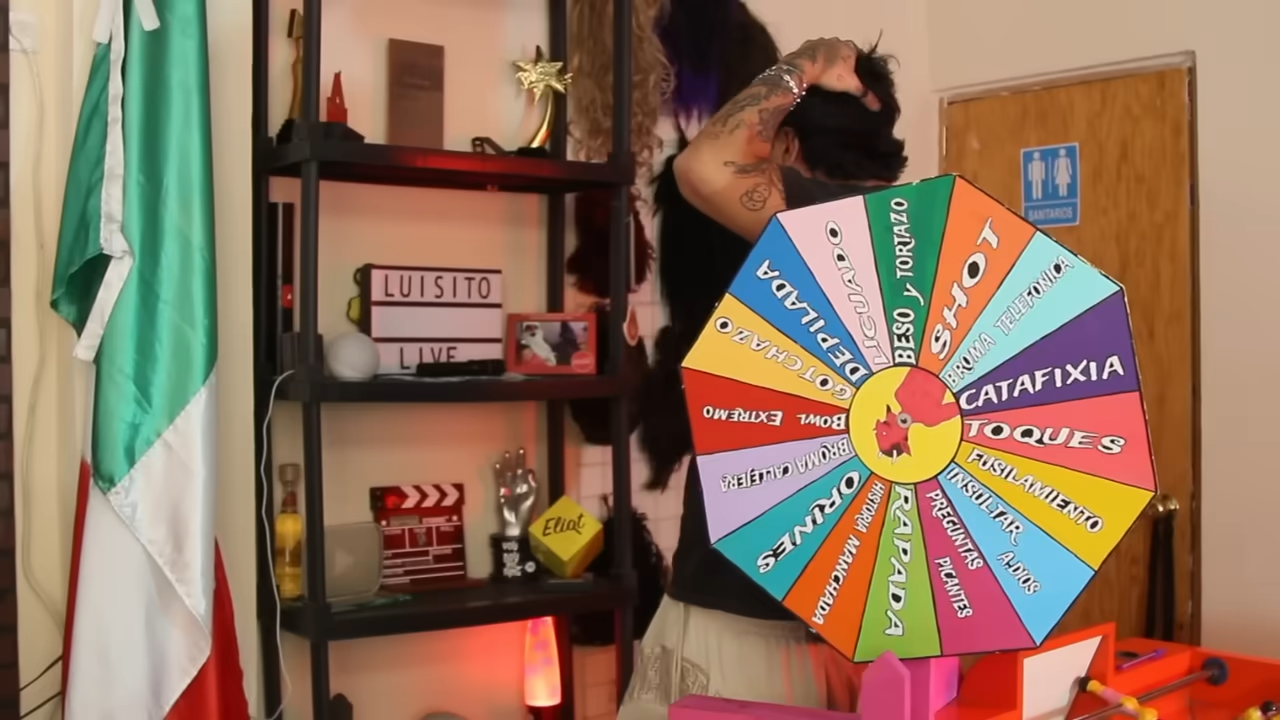 LUISITO
LIVE
Eliat
SANITARIOS
BESO y TORTAZO
SHOT
BROMA TELEFONICA
CATAFIXIA
TOQUES
FUSILAMIENTO
INSULTAR A DIOS
PREGUNTAS PICANTES
RAPADA
HISTORIA MANCHADA
ORINES
BROMA CALLEJERA
BOWL EXTREMO
GOTCHAZO
DEPILADA
LICUADO